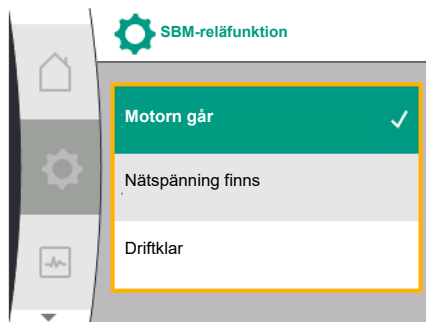 SBM-reläfunktion
Motorn går
Nätspänning finns
Driftklar